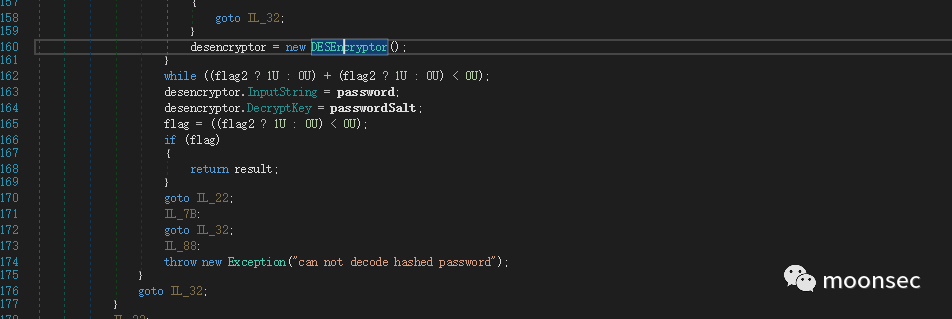 157 {
158 goto IL_32;
159 }
160 desencryptor = new DESEncryptor();
161 }
162 while ((flag2 ? 1U : 0U) + (flag2 ? 1U : 0U) < 0U);
163 desencryptor.InputString = password;
164 desencryptor.DecryptKey = passwordSalt;
165 flag = ((flag2 ? 1U : 0U) < 0U);
166 if (flag)
167 {
168 return result;
169 }
170 goto IL_22;
171 IL_7B:
172 goto IL_32;
173 IL_88:
174 throw new Exception("can not decode hashed password");
175 }
176 goto IL_32;
177 }
178 IL_22:
moonsec